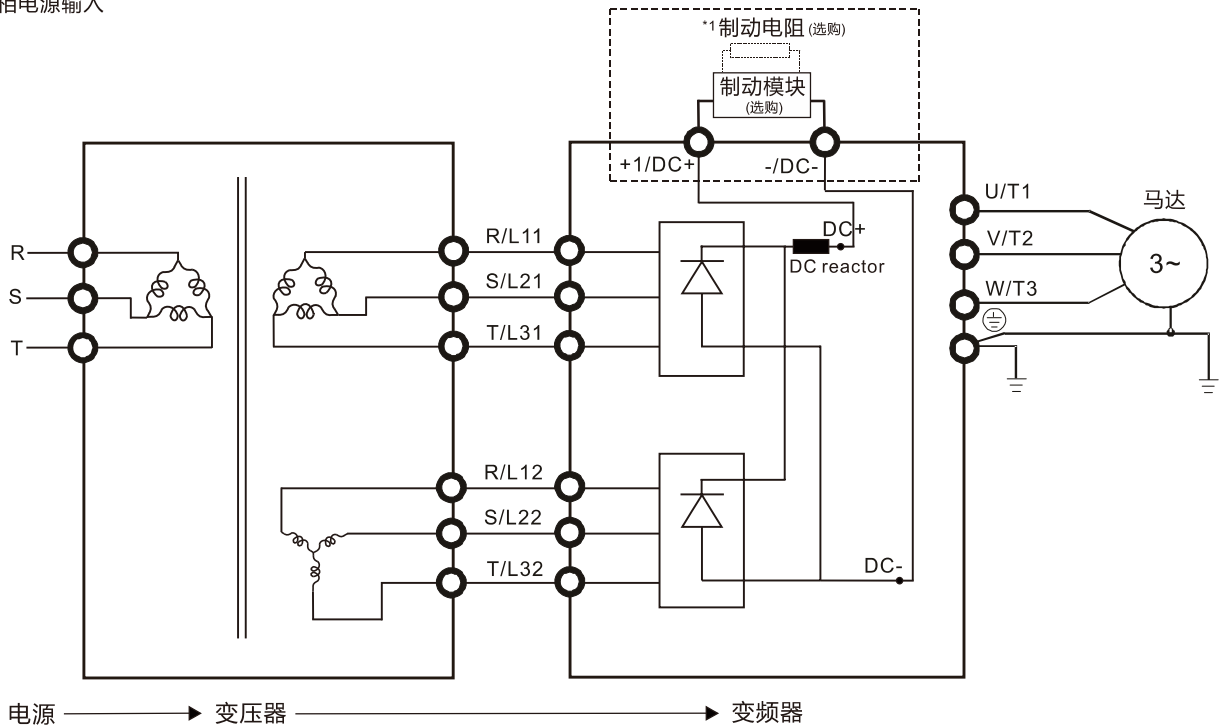 相电源输入
*1制动电阻 (选购)
制动模块
(选购)
+1/DC+
-/DC-
U/T1
马达
R/L11
DC+
V/T2
3~
R
DC reactor
S/L21
W/T3
S
T/L31
T
R/L12
S/L22
T/L32
DC-
电源
变压器
变频器